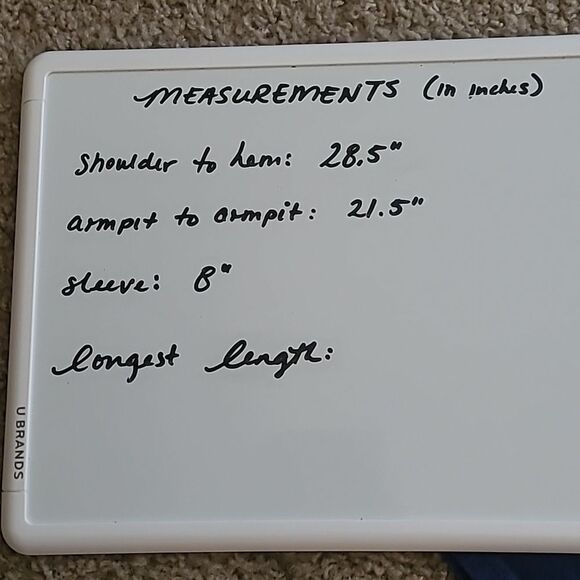 MEASUREMENTS (in inches)
shoulder to hem: 28.5"
armpit to armpit: 21.5"
sleeve: 8"
longest length:
U BRANDS